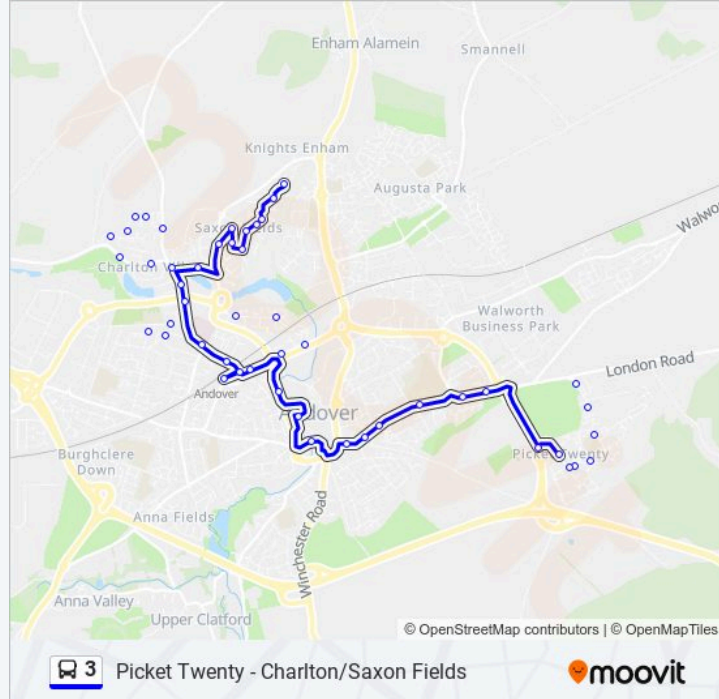 Enham Alamein
Smannell
Knights Enham
Augusta Park
Saxon Fields
Walwo
Charlton Vill
Walworth
Business Park
London Road
Andover
Andover
Picket Twenty
Burghclere
Down
Anna Fields
Winchester Road
Anna Valley
Upper Clatford
© OpenStreetMap contributors | © OpenMapTiles
3 Picket Twenty - Charlton/Saxon Fields
moovit